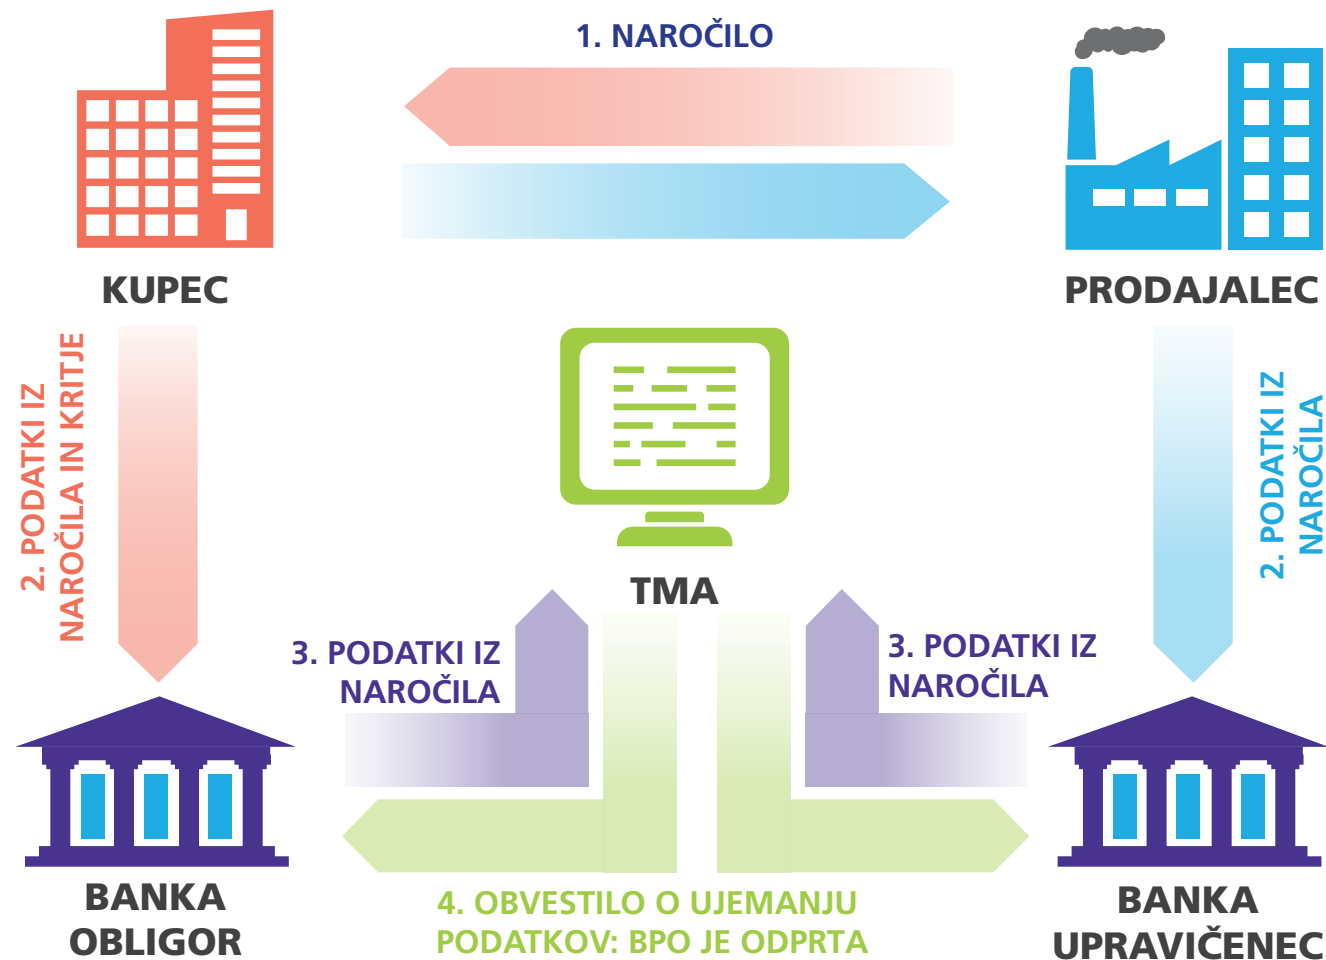 1. NAROČILO
KUPEC
PRODAJALEC
2. PODATKI IZ
NAROČILA IN KRITJE
2. PODATKI IZ
NAROČILA
TMA
3. PODATKI IZ
NAROČILA
3. PODATKI IZ
NAROČILA
BANKA
OBLIGOR
4. OBVESTILO O UJEMANJU
PODATKOV: BPO JE ODPRTA
BANKA
UPRAVIČENEC